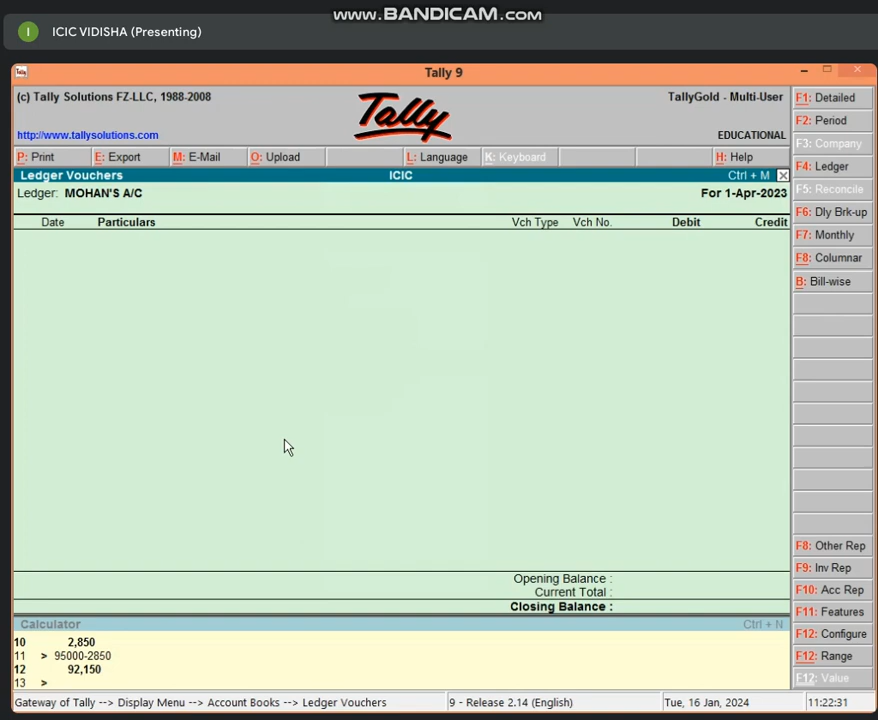 WWW.BANDICAM.COM
I ICIC VIDISHA (Presenting)
Tally Tally 9
(c) Tally Solutions FZ-LLC, 1988-2008 Tally TallyGold - Multi-User
http://www.tallysolutions.com EDUCATIONAL
P: Print E: Export M: E-Mail O: Upload L: Language K: Keyboard H: Help
Ledger Vouchers ICIC Ctrl + M
Ledger: MOHAN'S A/C For 1-Apr-2023
Date Particulars Vch Type Vch No. Debit Credit
Opening Balance :
Current Total :
Closing Balance :
Calculator Ctrl + N
10 2,850
11 > 95000-2850
12 92,150
13 >
Gateway of Tally --> Display Menu --> Account Books --> Ledger Vouchers 9 - Release 2.14 (English) Tue, 16 Jan, 2024 11:22:31
F1: Detailed
F2: Period
F3: Company
F4: Ledger
F5: Reconcile
F6: Dly Brk-up
F7: Monthly
F8: Columnar
B: Bill-wise
F8: Other Rep
F9: Inv Rep
F10: Acc Rep
F11: Features
F12: Configure
F12: Range
F12: Value